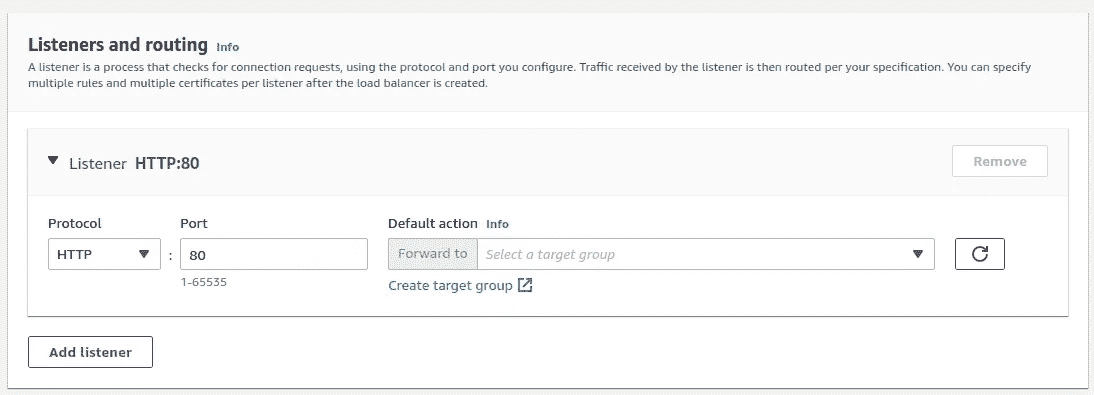 Listeners and routing Info
A listener is a process that checks for connection requests, using the protocol and port you configure. Traffic received by the listener is then routed per your specification. You can specify
multiple rules and multiple certificates per listener after the load balancer is created.
Listener HTTP:80
Remove
Protocol Port Default action Info
HTTP : 80 Forward to Select a target group
1-65535 Create target group
Add listener